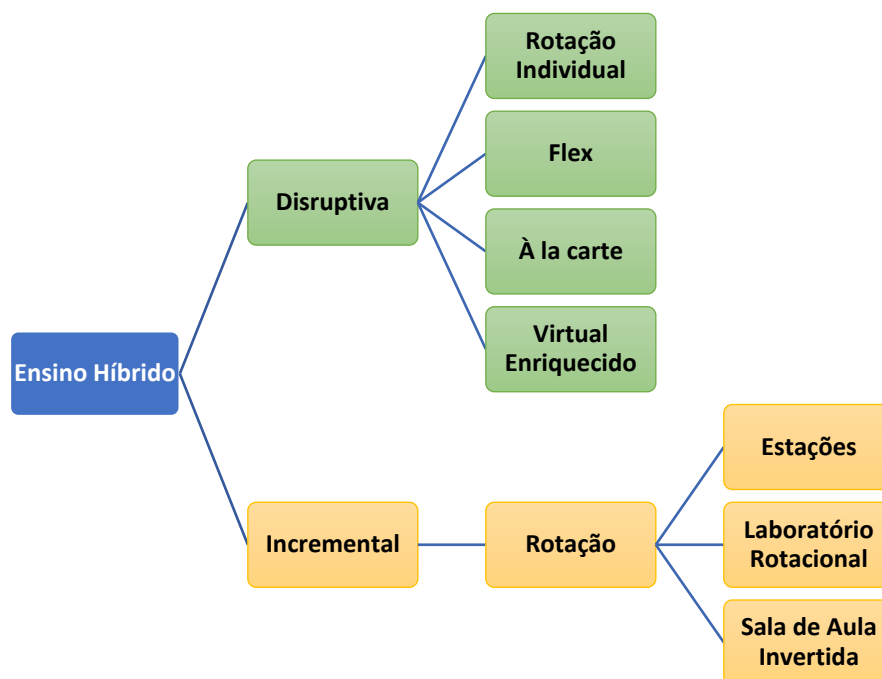 Rotação
Individual
Flex
Disruptiva
À la carte
Virtual
Enriquecido
Ensino Híbrido
Estações
Incremental
Rotação
Laboratório
Rotacional
Sala de Aula
Invertida